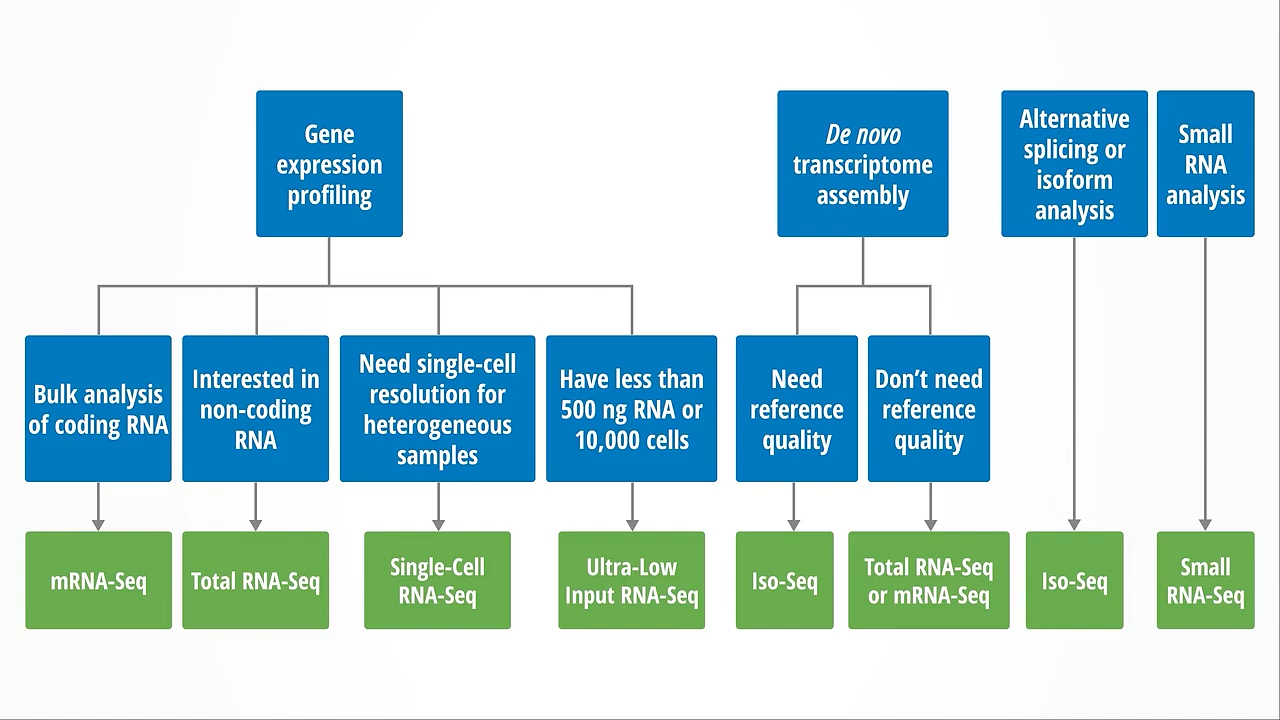 Gene
expression
profiling
De novo
transcriptome
assembly
Alternative
splicing or
isoform
analysis
Small
RNA
analysis
Bulk analysis
of coding RNA
Interested in
non-coding
RNA
Need single-cell
resolution for
heterogeneous
samples
Have less than
500 ng RNA or
10,000 cells
Need
reference
quality
Don’t need
reference
quality
mRNA-Seq
Total RNA-Seq
Single-Cell
RNA-Seq
Ultra-Low
Input RNA-Seq
Iso-Seq
Total RNA-Seq
or mRNA-Seq
Iso-Seq
Small
RNA-Seq